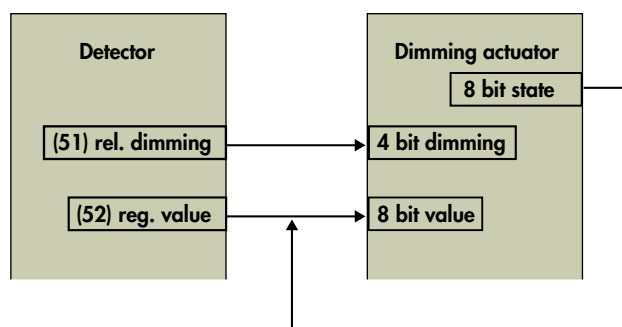 Detector
Dimming actuator
8 bit state
(51) rel. dimming
4 bit dimming
(52) reg. value
8 bit value